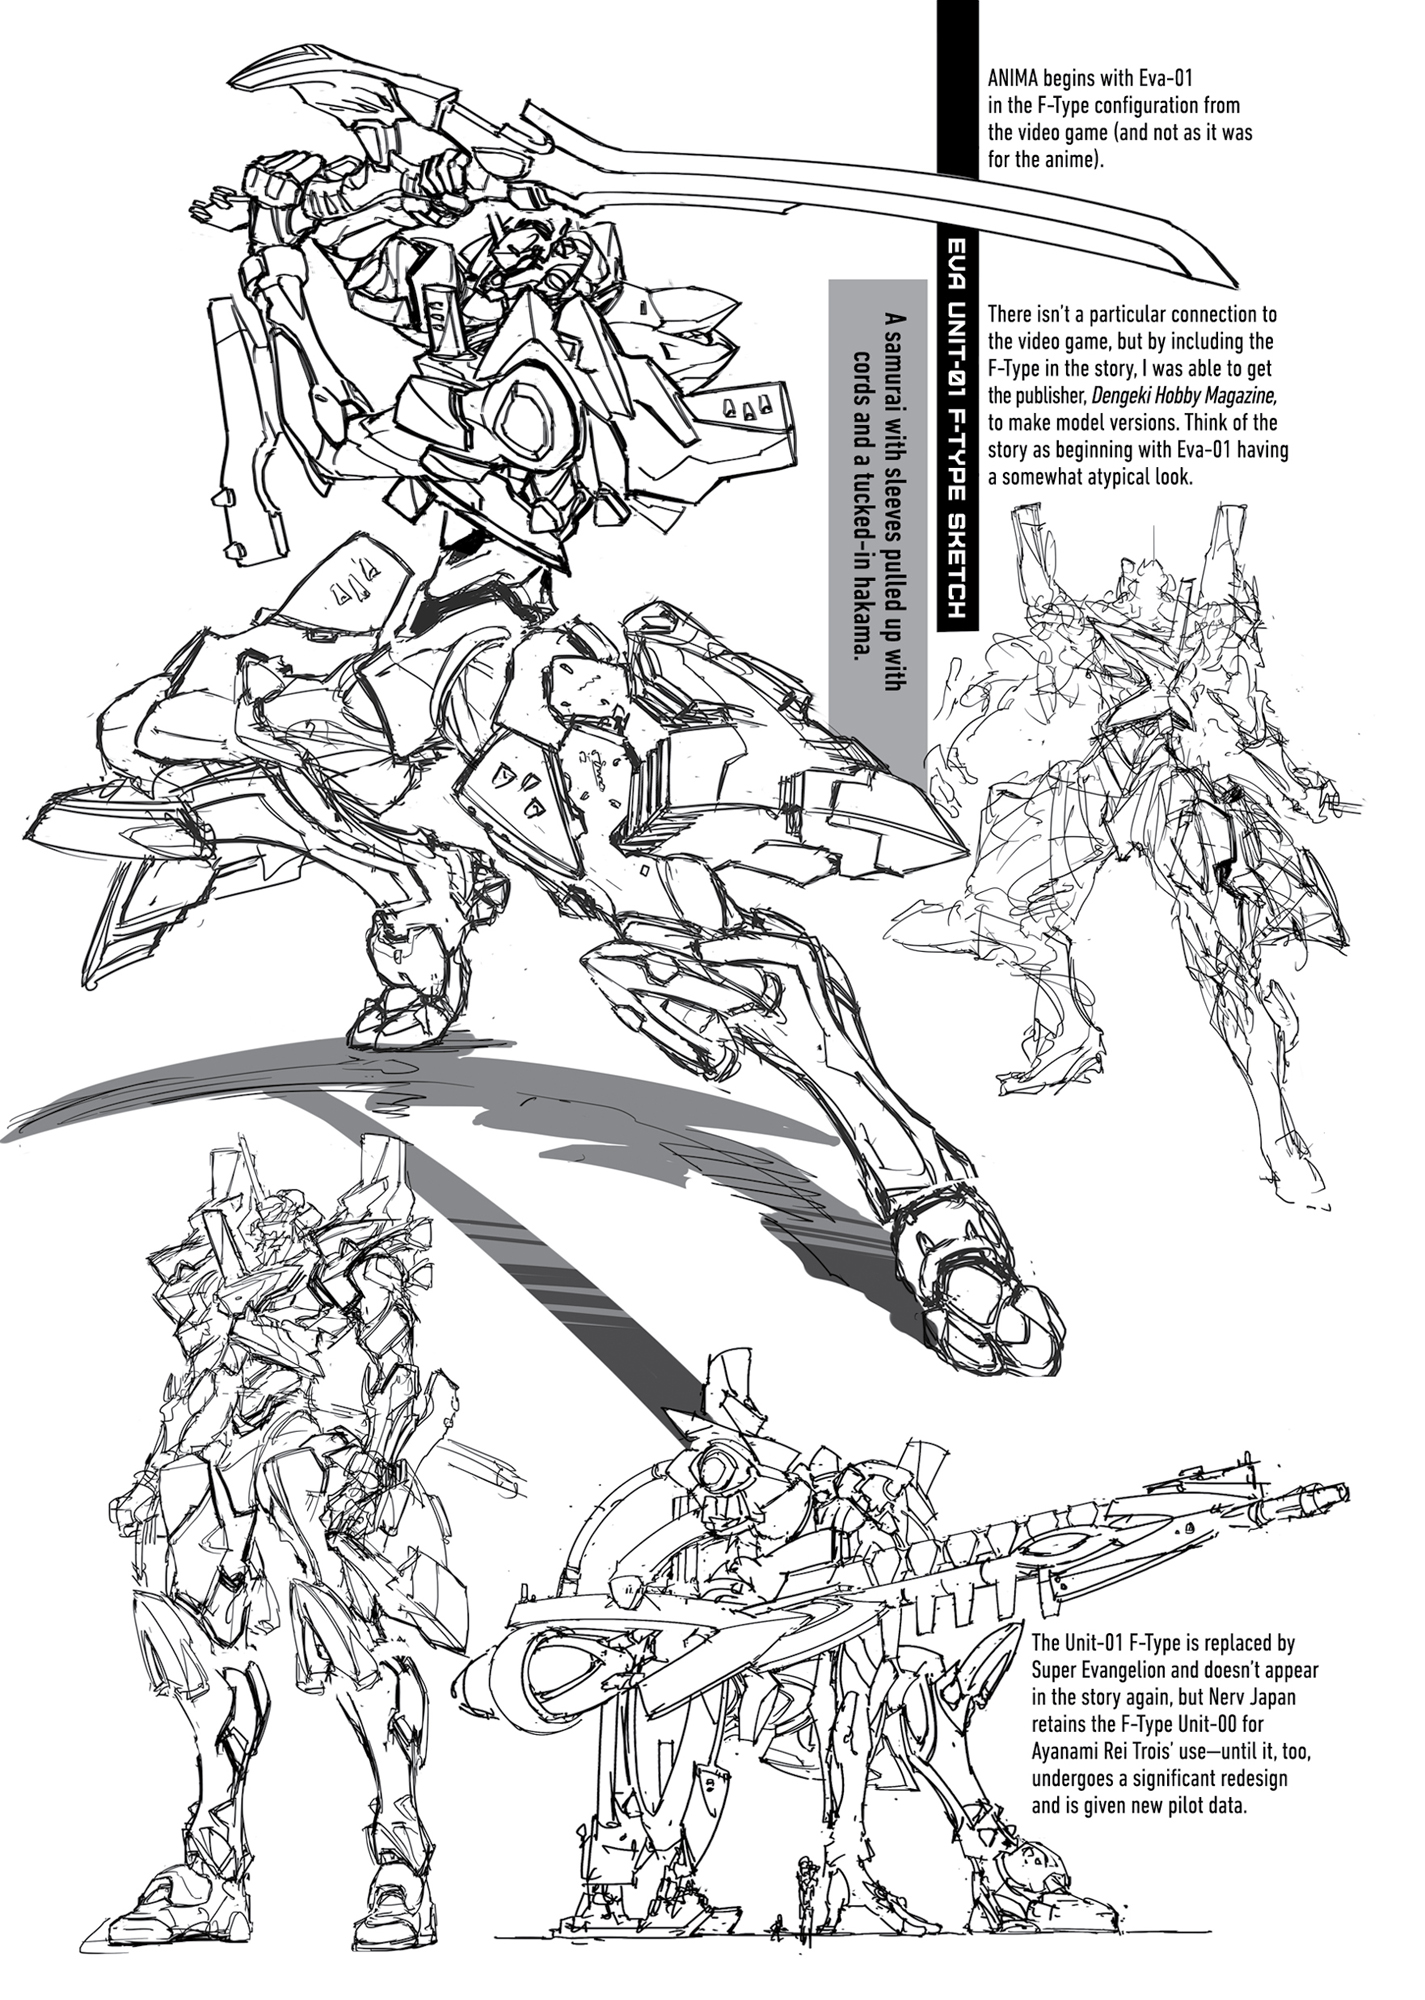 ANIMA begins with Eva-01
in the F-Type configuration from
the video game (and not as it was
for the anime).
EVA UNIT-01 F-TYPE SKETCH
There isn't a particular connection to
the video game, but by including the
F-Type in the story, I was able to get
the publisher, Dengeki Hobby Magazine,
to make model versions. Think of the
story as beginning with Eva-01 having
a somewhat atypical look.
A samurai with sleeves pulled up with
cords and a tucked-in hakama.
The Unit-01 F-Type is replaced by
Super Evangelion and doesn't appear
in the story again, but Nerv Japan
retains the F-Type Unit-00 for
Ayanami Rei Trois' use—until it, too,
undergoes a significant redesign
and is given new pilot data.